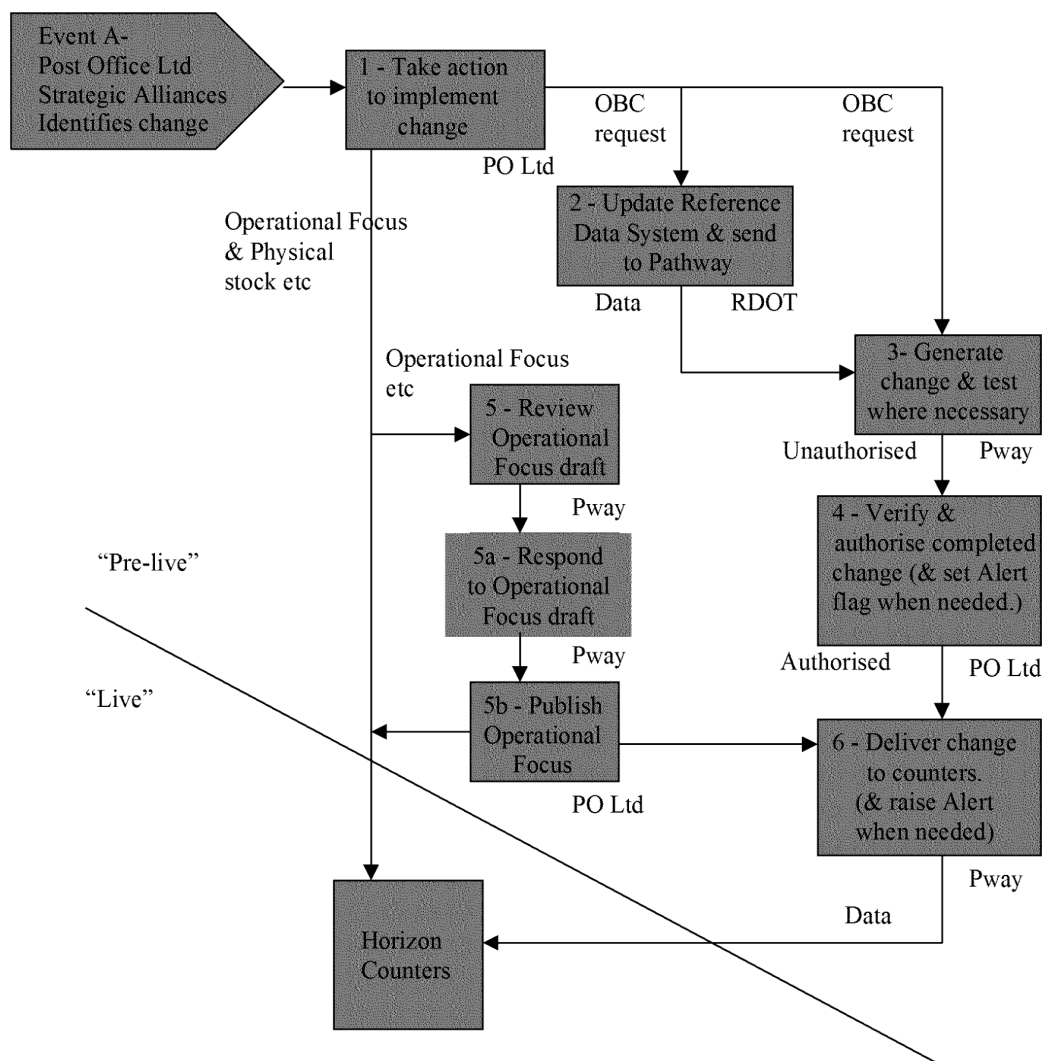 Event A-
Post Office Ltd
Strategic Alliances
Identifies change
1 - Take action
to implement
change
PO Ltd
OBC
request
OBC
request
2 - Update Reference
Data System & send
to Pathway
Data
RDOT
Operational Focus
& Physical
stock etc
3- Generate
change & test
where necessary
Unauthorised
Pway
Operational Focus
etc
5 - Review
Operational
Focus draft
Pway
4 - Verify &
authorise completed
change (& set Alert
flag when needed.)
Authorised
PO Ltd
5a - Respond
to Operational
Focus draft
Pway
“Pre-live”
“Live”
5b - Publish
Operational
Focus
PO Ltd
6 - Deliver change
to counters.
(& raise Alert
when needed)
Pway
Data
Horizon
Counters